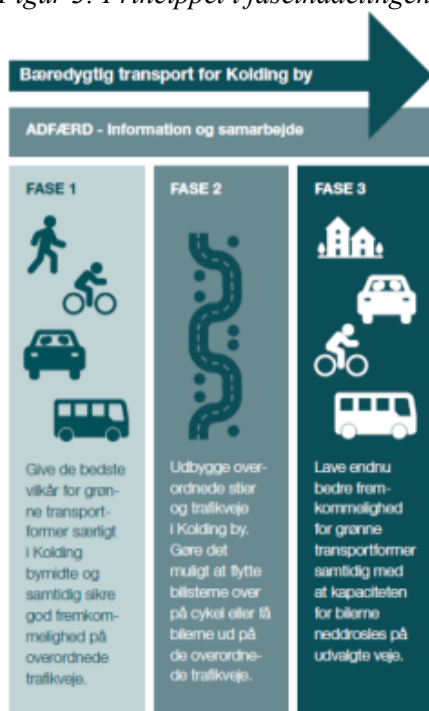 Figur 3: Princippet i faseinddelingen
Bæredygtig transport for Kolding by
ADFÆRD - Information og samarbejde
FASE 1
Give de bedste
vilkår for grøn-
ne transport-
former særligt
i Kolding
bymidte og
samtidig sikre
god fremkom-
melighed på
overordnede
trafikveje.
FASE 2
Udbygge over-
ordnede stier
og trafikveje
i Kolding by.
Gøre det
muligt at flytte
bilisterne over
på cykel eller få
bilerne ud på
de overordne-
de trafikveje.
FASE 3
Lave endnu
bedre frem-
kommelighed
for grønne
transportformer
samtidig med
at kapaciteten
for bilerne
neddrosles på
udvalgte veje.